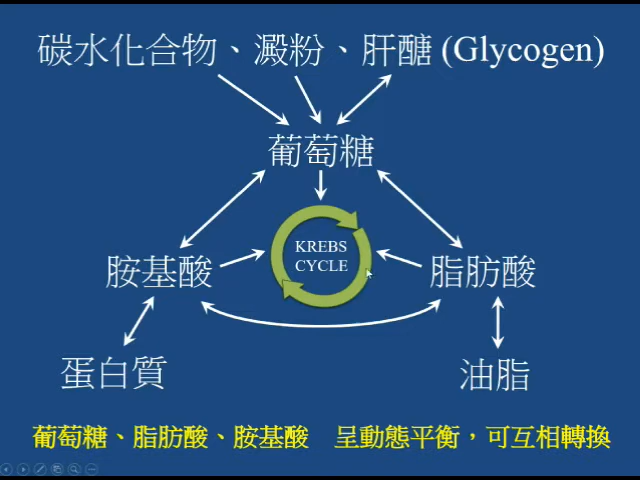 碳水化合物、澱粉、肝醣 (Glycogen)
葡萄糖
KREBS
CYCLE
胺基酸
脂肪酸
蛋白質
油脂
葡萄糖、脂肪酸、胺基酸　呈動態平衡，可互相轉換